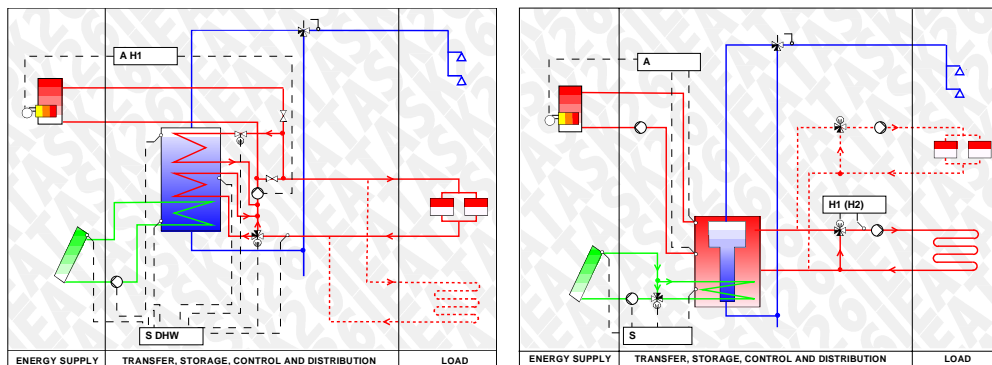 A H1
S DHW
ENERGY SUPPLY
TRANSFER, STORAGE, CONTROL AND DISTRIBUTION
LOAD
A
H1 (H2)
S
ENERGY SUPPLY
TRANSFER, STORAGE, CONTROL AND DISTRIBUTION
LOAD